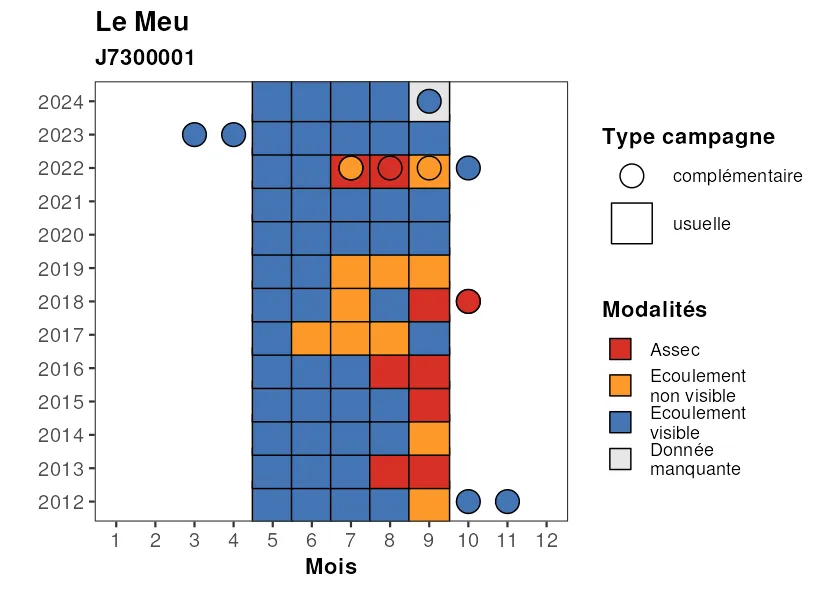 Le Meu
J7300001
2024
2023
2022
2021
2020
2019
2018
2017
2016
2015
2014
2013
2012
1 2 3 4 5 6 7 8 9 10 11 12
Mois
Type campagne
complémentaire
usuelle
Modalités
Assec
Ecoulement
non visible
Ecoulement
visible
Donnée
manquante